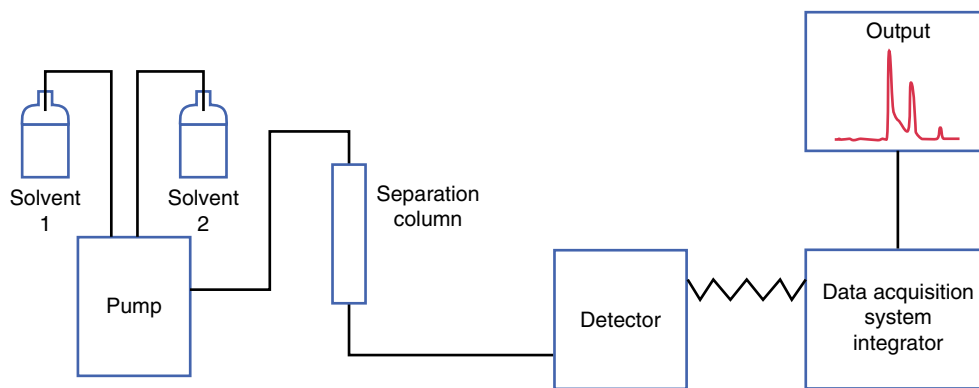 Output
Solvent
1
Solvent
2
Separation
column
Pump
Detector
Data acquisition
system
integrator